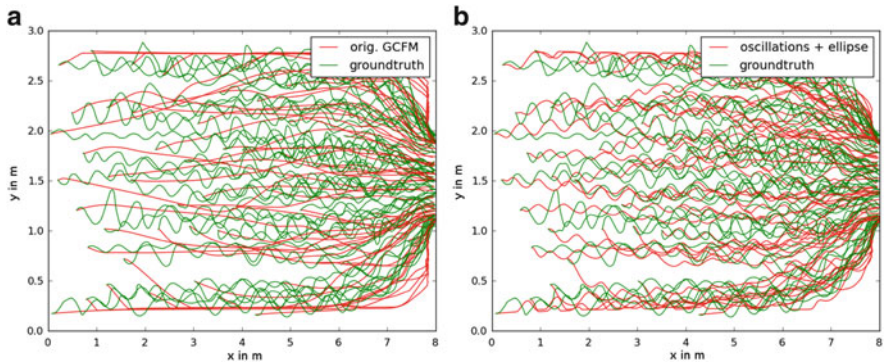 a
3.0
2.5
2.0
1.5
1.0
0.5
0.0
y in m
0 1 2 3 4 5 6 7 8
x in m
orig. GCFM
groundtruth
b
3.0
2.5
2.0
1.5
1.0
0.5
0.0
y in m
0 1 2 3 4 5 6 7 8
x in m
oscillations + ellipse
groundtruth